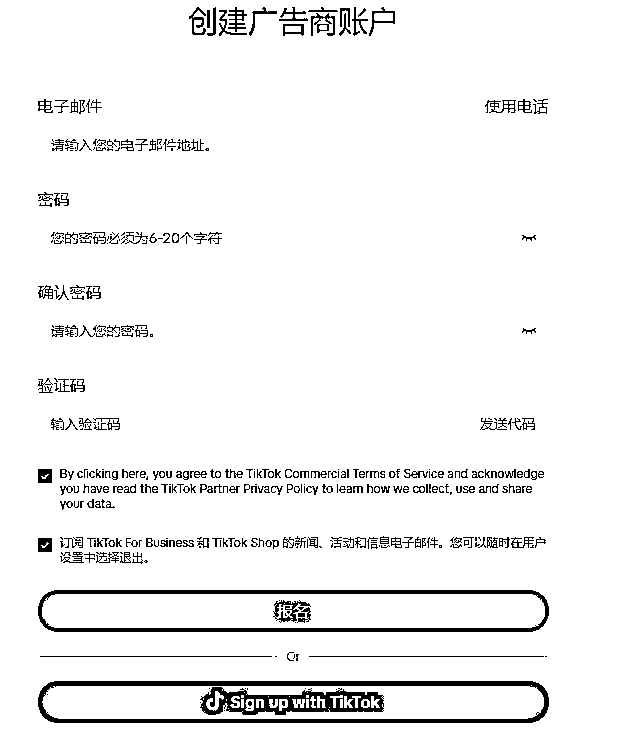 创建广告商账户
电子邮件 使用电话
请输入您的电子邮件地址。
密码
您的密码必须为6-20个字符
确认密码
请输入您的密码。
验证码
输入验证码 发送代码
By clicking here, you agree to the TikTok Commercial Terms of Service and acknowledge
you have read the TikTok Partner Privacy Policy to learn how we collect, use and share
your data.
订阅 TikTok For Business 和 TikTok Shop 的新闻、活动和信息电子邮件。您可以随时在用户
设置中选择退出。
报名
Or
Sign up with TikTok